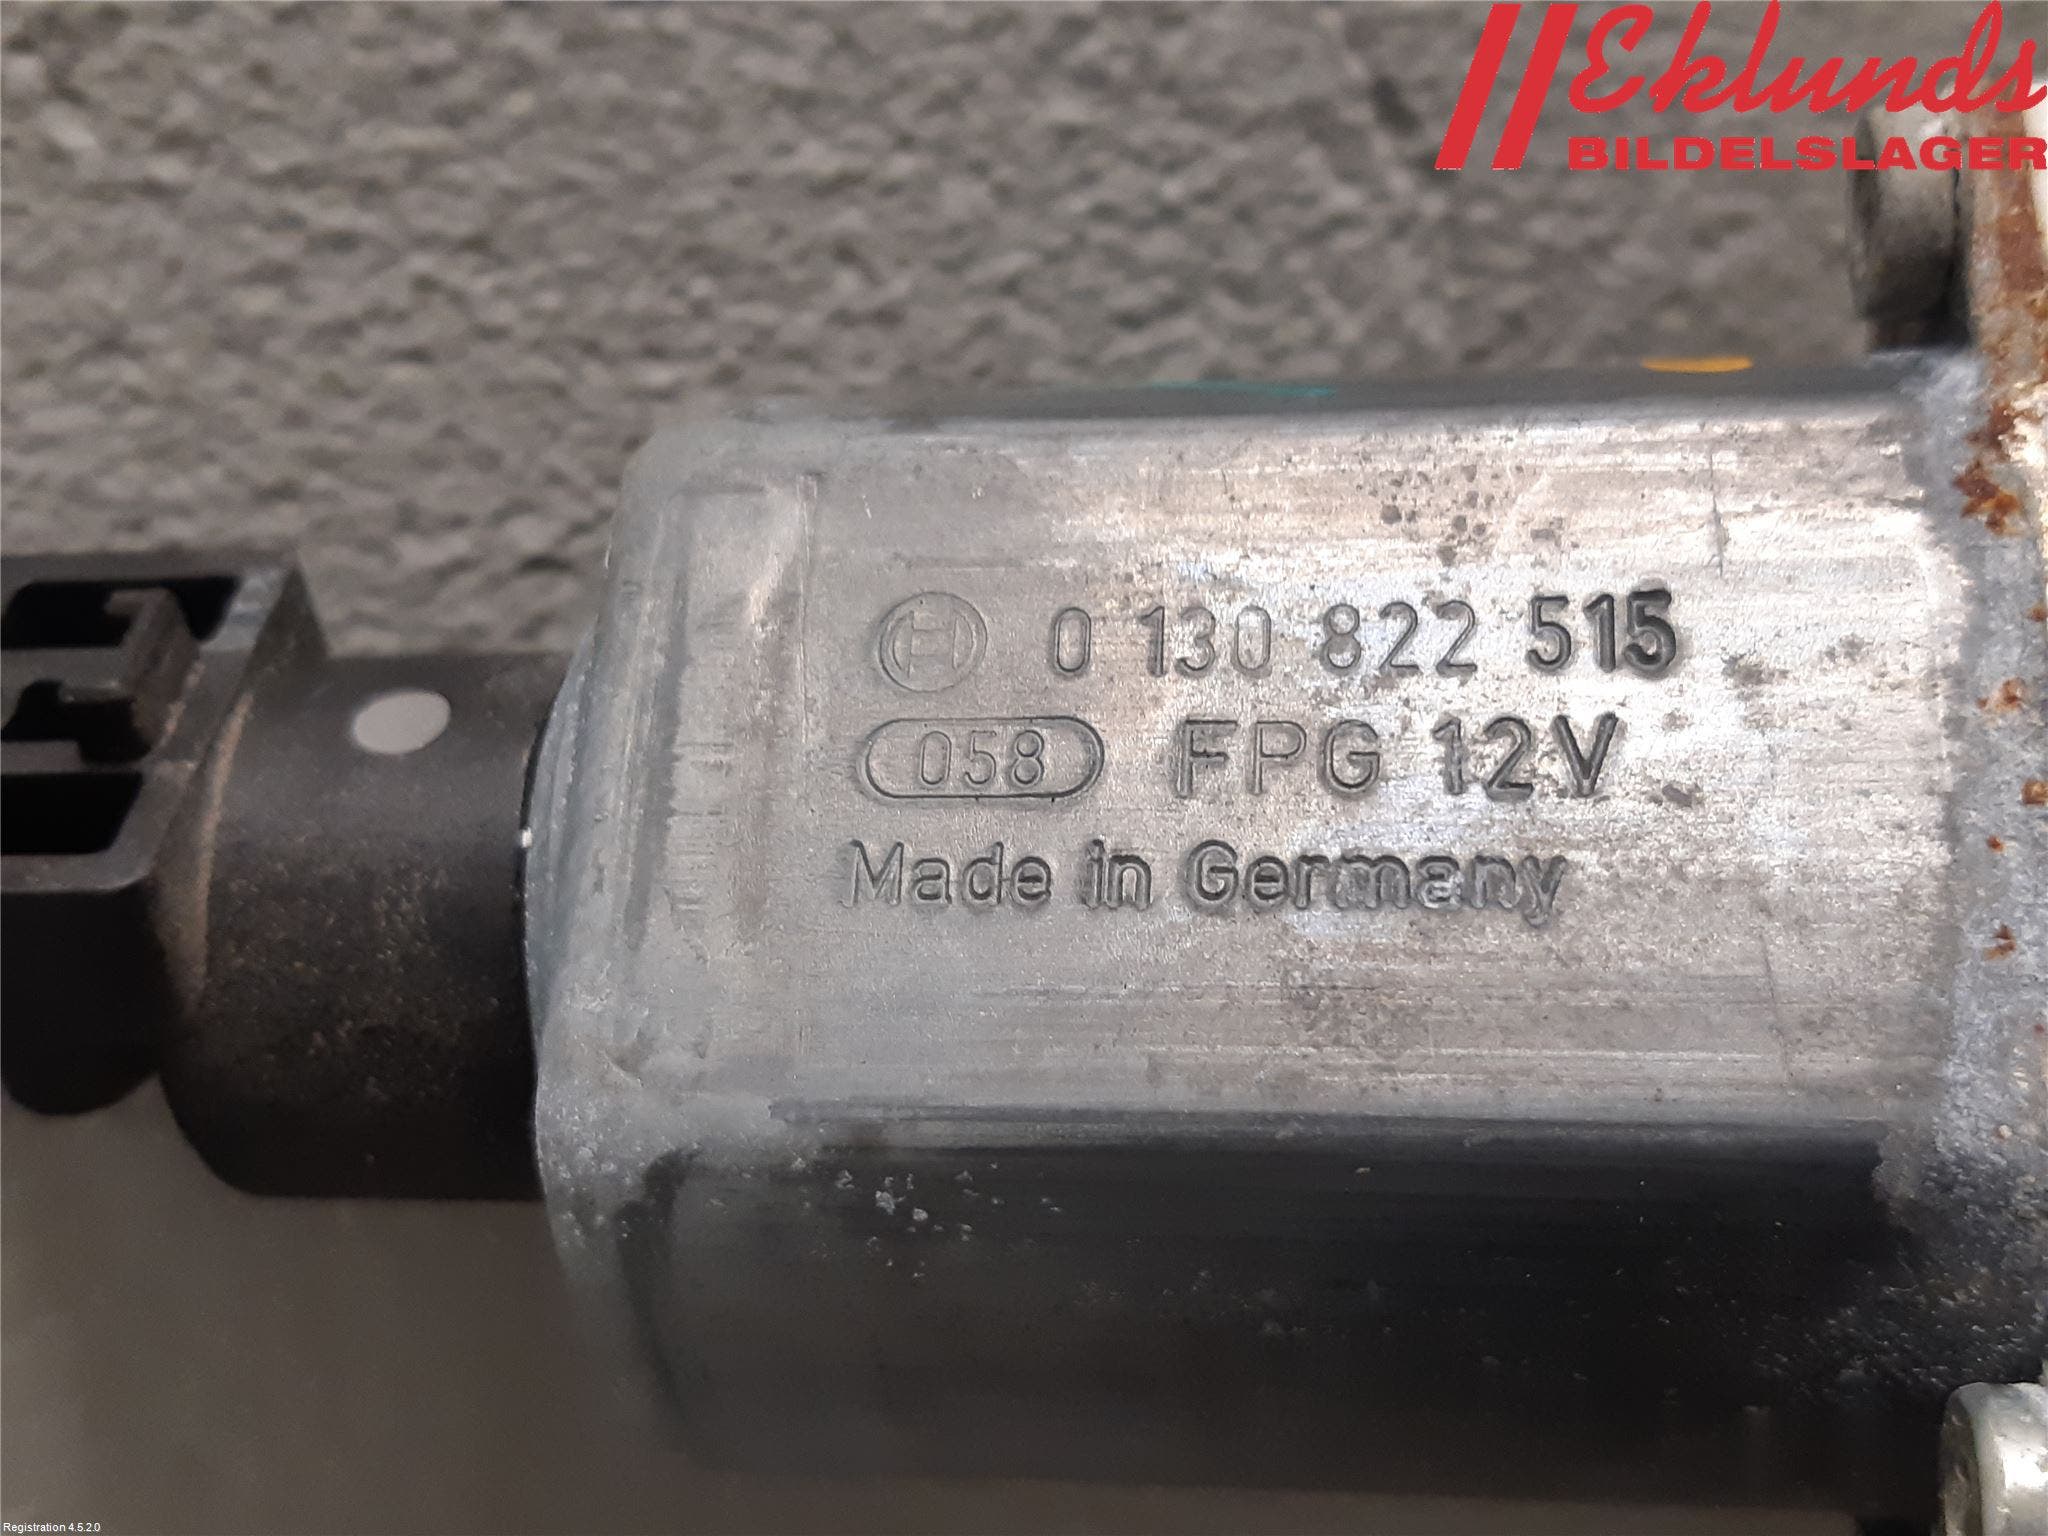 Eklunds
BILDELSLAGER
0 130 822 515
058 FPG 12V
Made in Germany
Registration 4.5.2.0